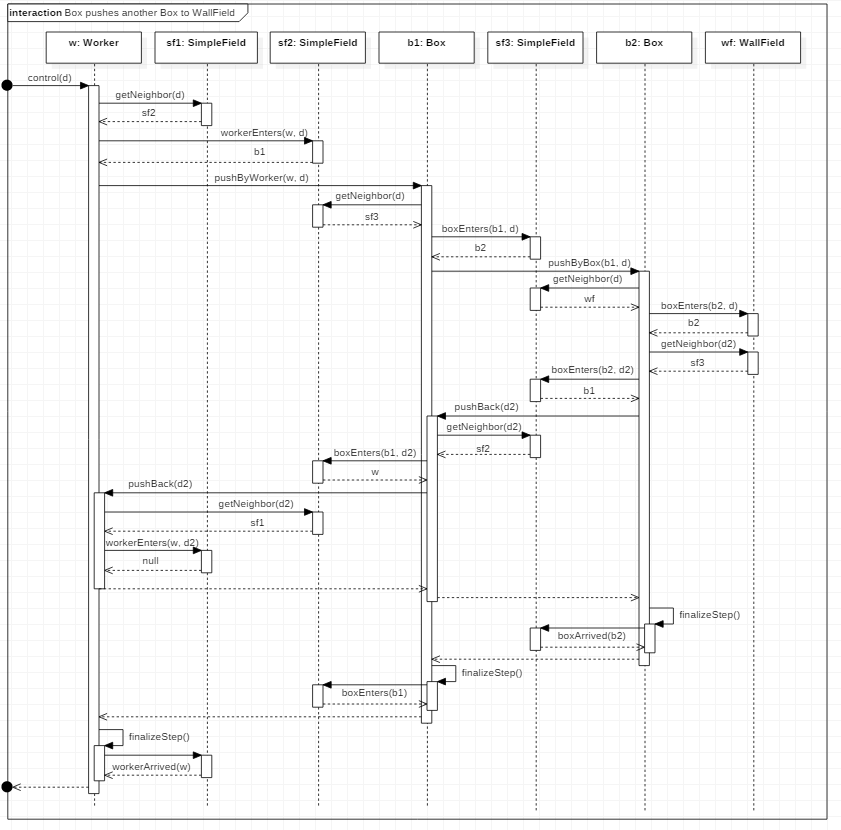 interaction Box pushes another Box to WallField
w: Worker
sf1: SimpleField
sf2: SimpleField
b1: Box
sf3: SimpleField
b2: Box
wf: WallField
control(d)
getNeighbor(d)
sf2
workerEnters(w, d)
b1
pushByWorker(w, d)
getNeighbor(d)
sf3
boxEnters(b1, d)
b2
pushByBox(b1, d)
getNeighbor(d)
wf
boxEnters(b2, d)
b2
getNeighbor(d2)
sf3
boxEnters(b2, d2)
b1
pushBack(d2)
getNeighbor(d2)
sf2
boxEnters(b1, d2)
w
pushBack(d2)
getNeighbor(d2)
sf1
workerEnters(w, d2)
null
finalizeStep()
boxArrived(b2)
finalizeStep()
boxEnters(b1)
finalizeStep()
workerArrived(w)